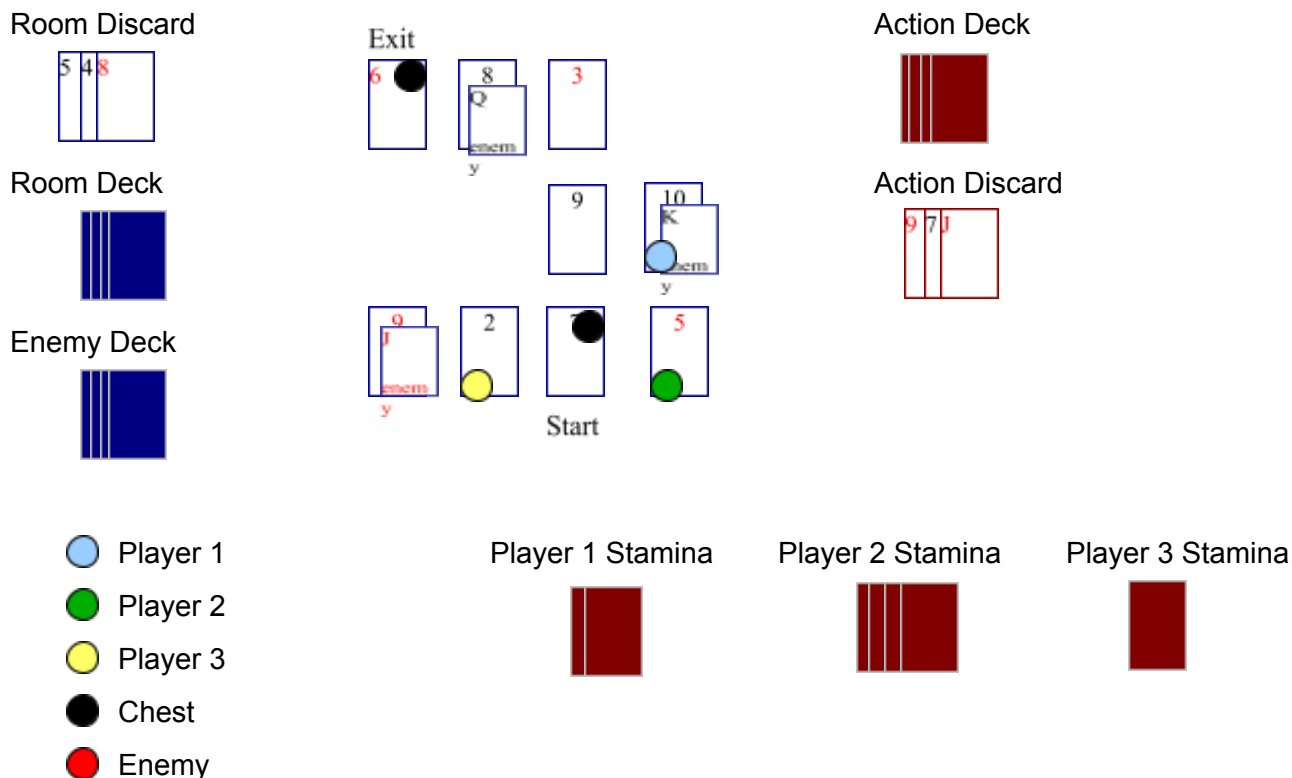 Room Discard
5 4 8
Room Deck
Enemy Deck
Exit
6
8
Q
enem
y
3
9
10
K
enem
y
9
J
enem
y
2
5
Start
Action Deck
Action Discard
9 7 J
Player 1
Player 2
Player 3
Chest
Enemy
Player 1 Stamina
Player 2 Stamina
Player 3 Stamina